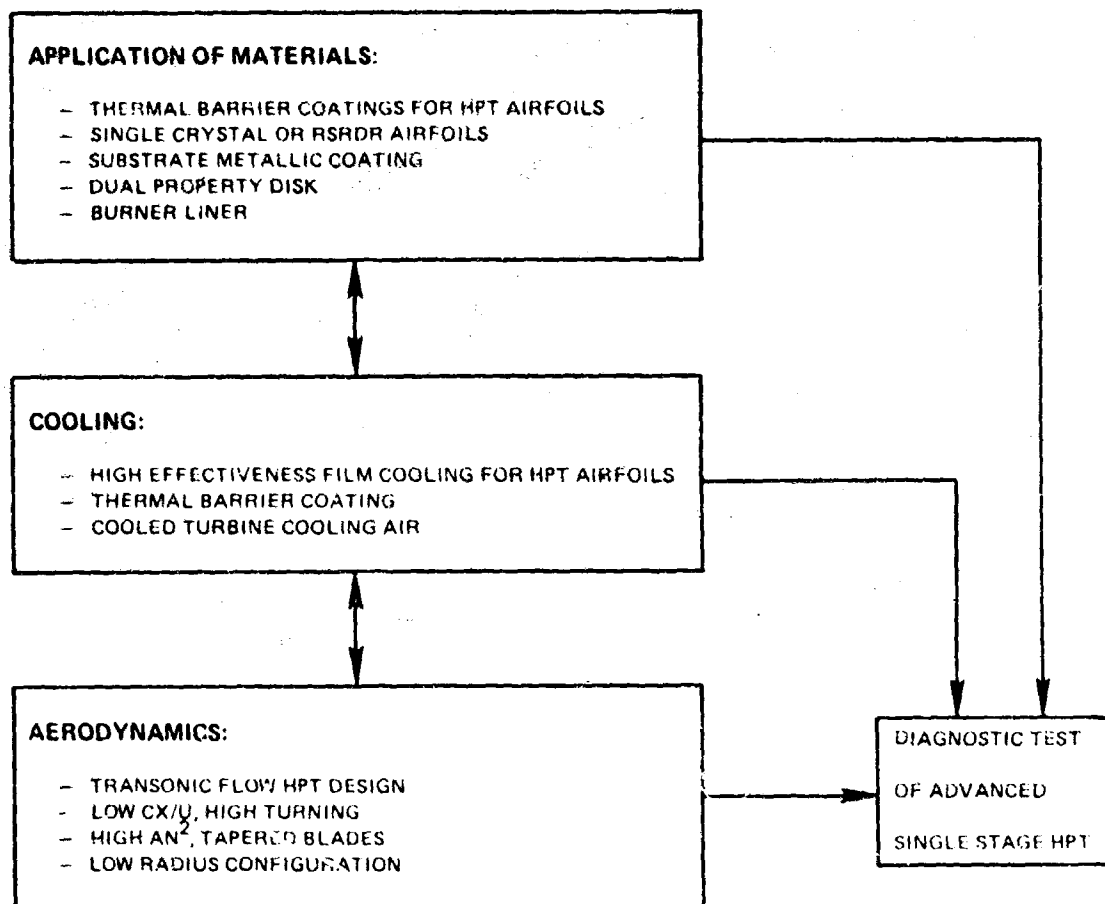 APPLICATION OF MATERIALS:
– THERMAL BARRIER COATINGS FOR HPT AIRFOILS
– SINGLE CRYSTAL OR RSRDR AIRFOILS
– SUBSTRATE METALLIC COATING
– DUAL PROPERTY DISK
– BURNER LINER
COOLING:
– HIGH EFFECTIVENESS FILM COOLING FOR HPT AIRFOILS
– THERMAL BARRIER COATING
– COOLED TURBINE COOLING AIR
AERODYNAMICS:
– TRANSONIC FLOW HPT DESIGN
– LOW CX/U, HIGH TURNING
– HIGH AN², TAPERED BLADES
– LOW RADIUS CONFIGURATION
DIAGNOSTIC TEST
OF ADVANCED
SINGLE STAGE HPT